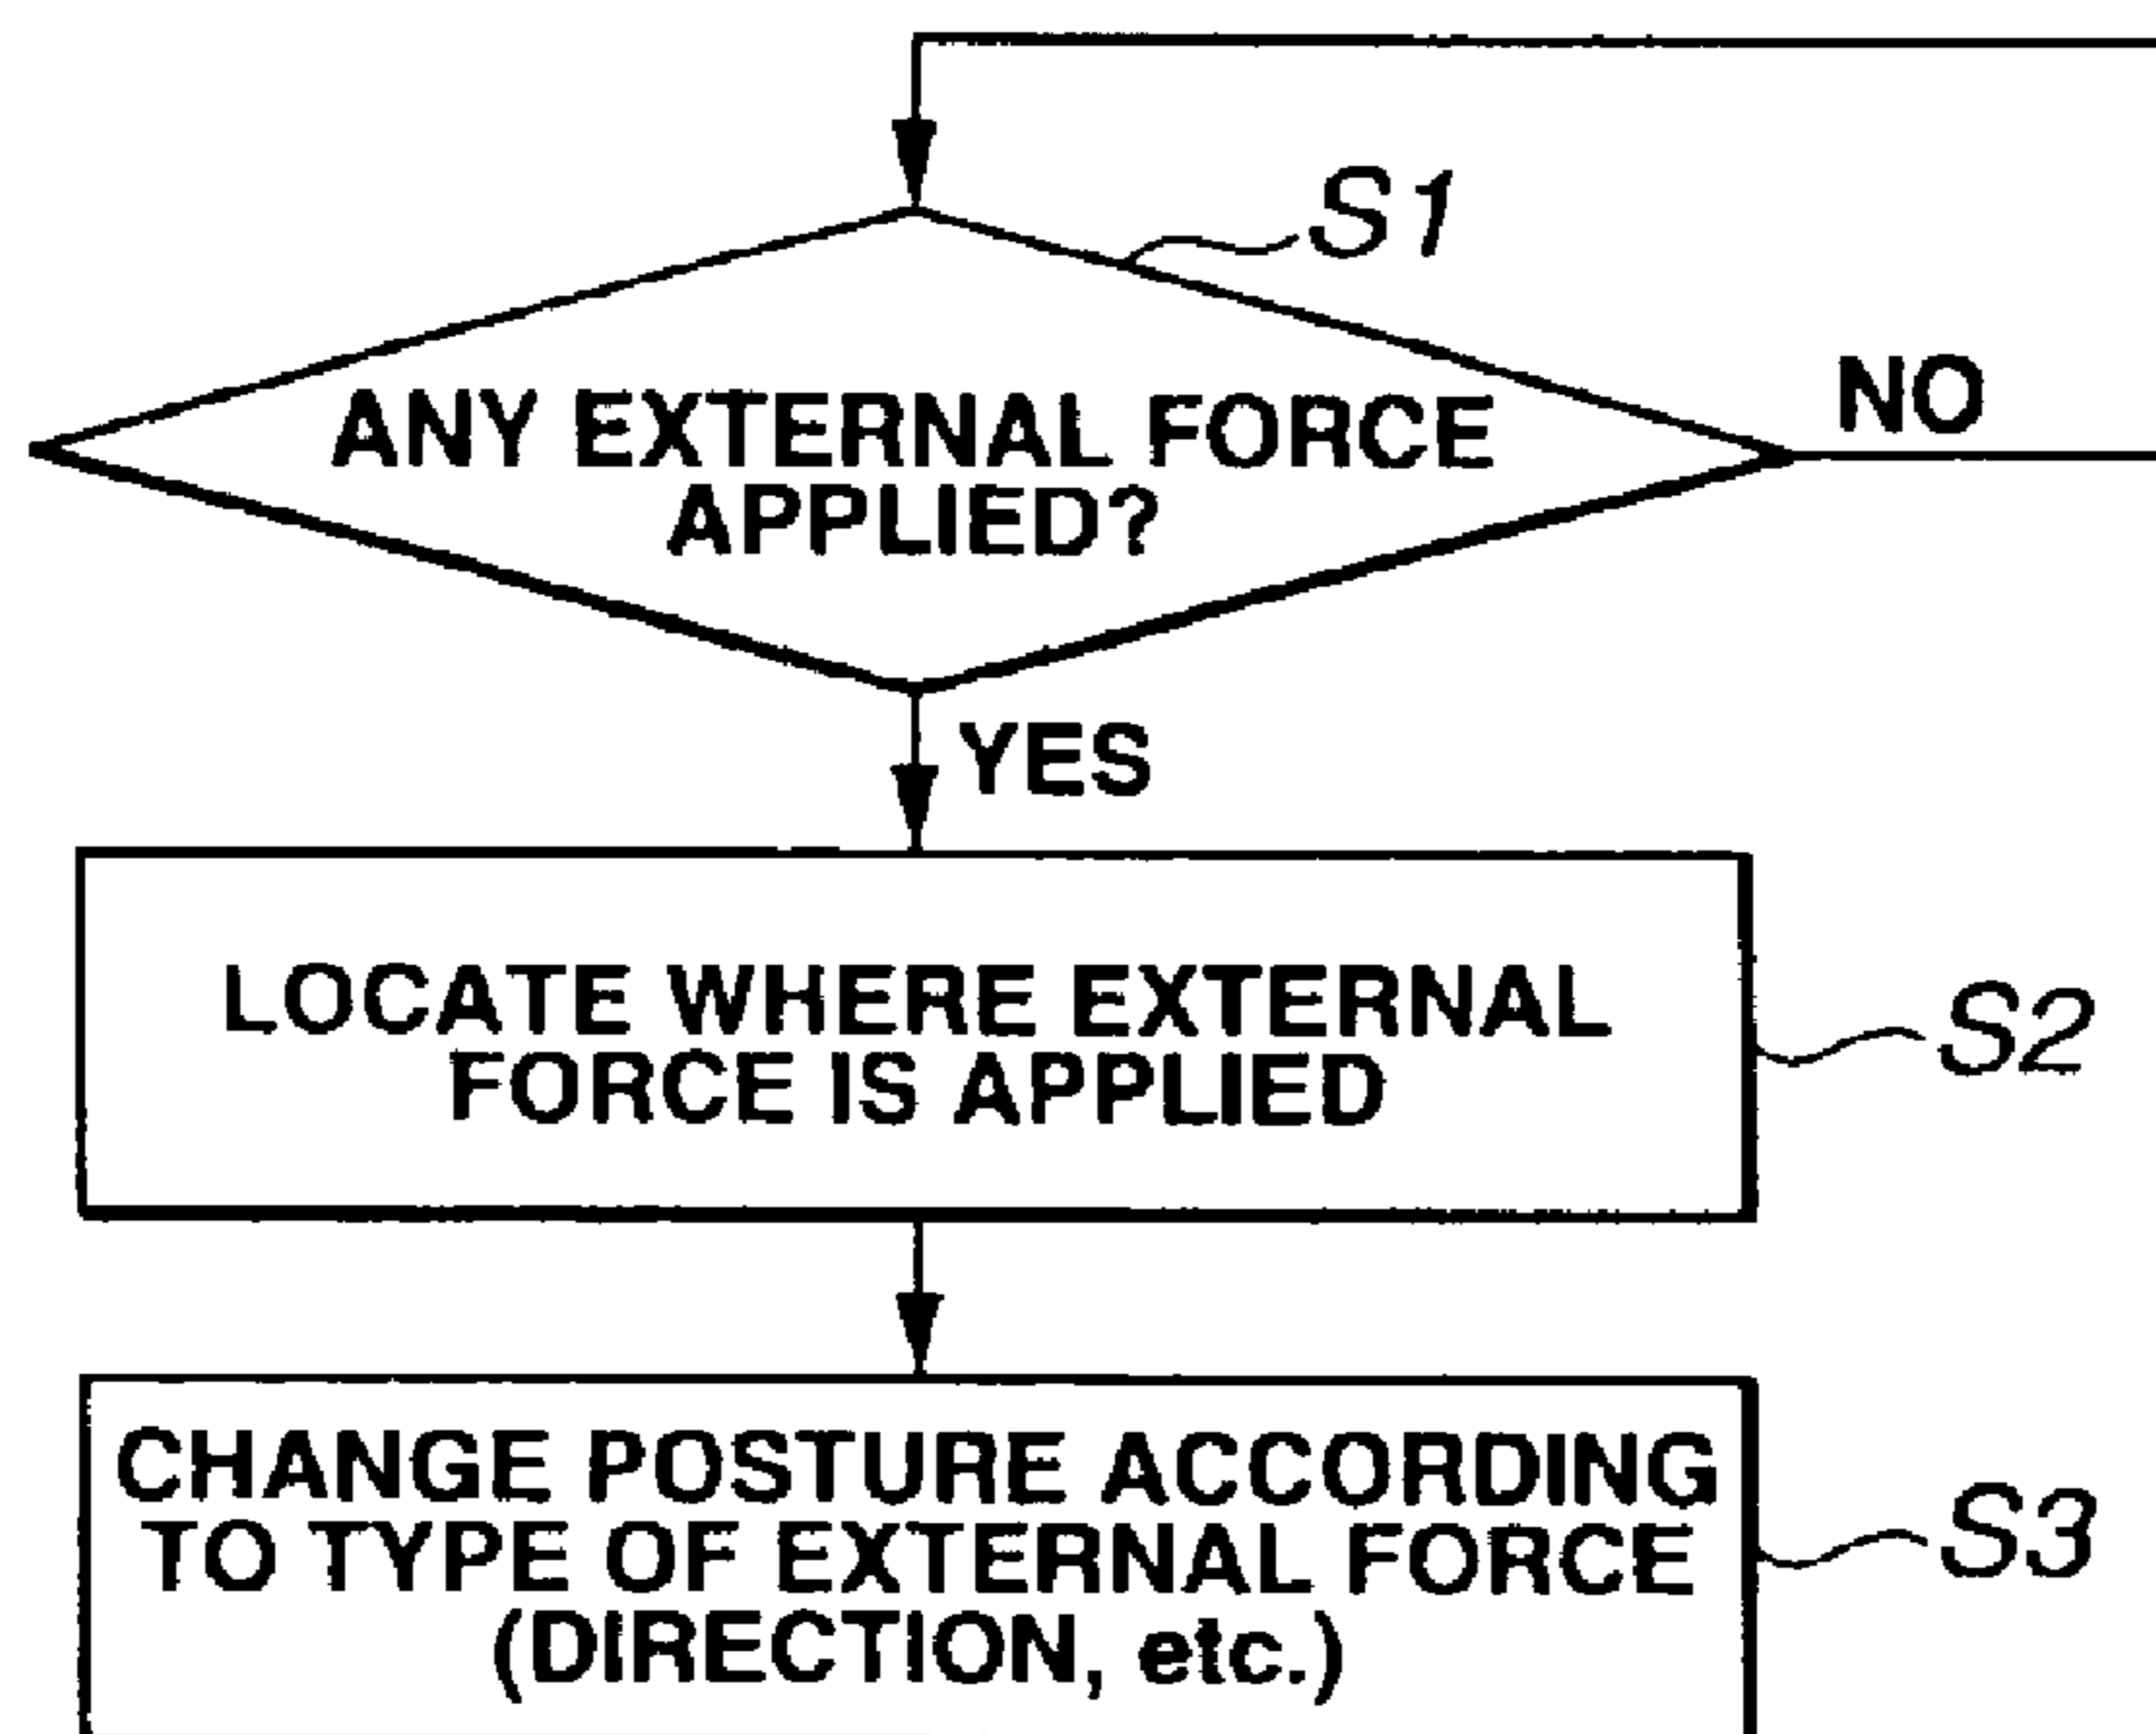 S1
ANY EXTERNAL FORCE
APPLIED?
NO
YES
LOCATE WHERE EXTERNAL
FORCE IS APPLIED
S2
CHANGE POSTURE ACCORDING
TO TYPE OF EXTERNAL FORCE
(DIRECTION, etc.)
S3